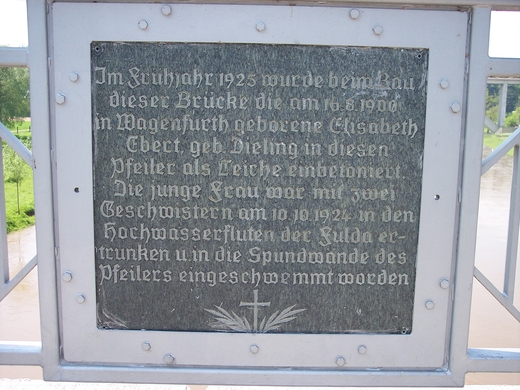 Im Frühjahr 1925 wurde beim Bau
dieser Brücke die am 16.8.1900
in Wagenfurth geborene Elisabeth
Ebert, geb. Dieling in diesen
Pfeiler als Leiche einbetoniert.
Die junge Frau war mit zwei
Geschwistern am 10.10.1924 in den
Hochwasserfluten der Fulda er-
trunken u. in die Spundwände des
Pfeilers eingeschwemmt worden